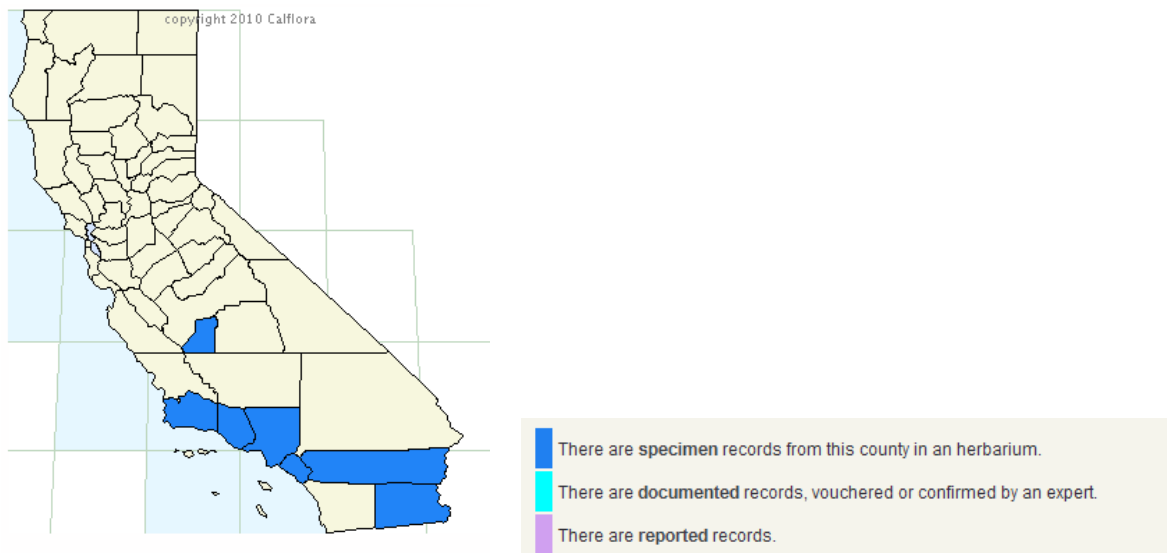 copyright 2010 Calflora
There are specimen records from this county in an herbarium.
There are documented records, vouchered or confirmed by an expert.
There are reported records.